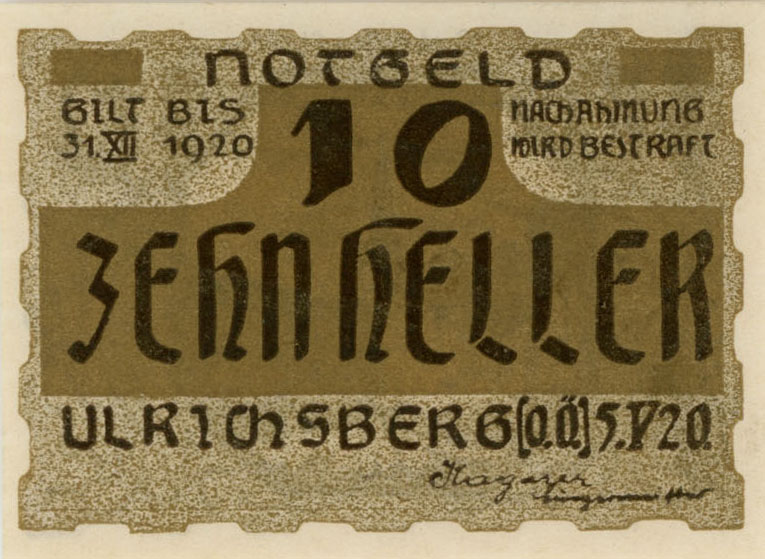 NOTGELD
GILT BIS
31.XII 1920
10
NACHAHMUNG
WIRD BESTRAFT
ZEHN HELLER
ULRICHSBERG (O.Ö.) 5.V 20.